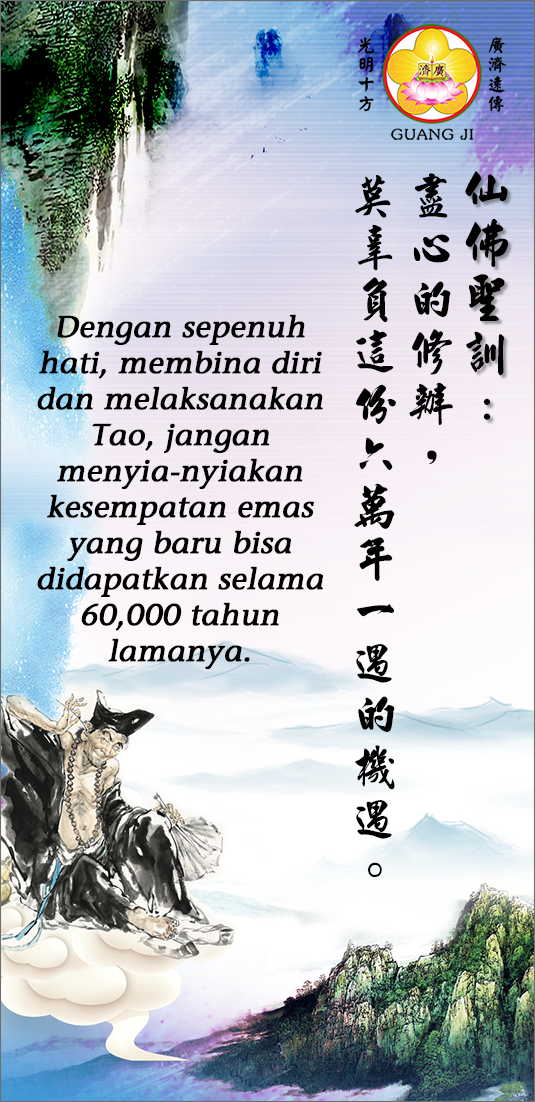 廣濟遠傳
光明十方
廣濟
GUANG JI
仙佛聖訓：
盡心的修辦，
莫辜負這份六萬年一遇的機遇。
Dengan sepenuh
hati, membina diri
dan melaksanakan
Tao, jangan
menyia-nyiakan
kesempatan emas
yang baru bisa
didapatkan selama
60,000 tahun
lamanya.